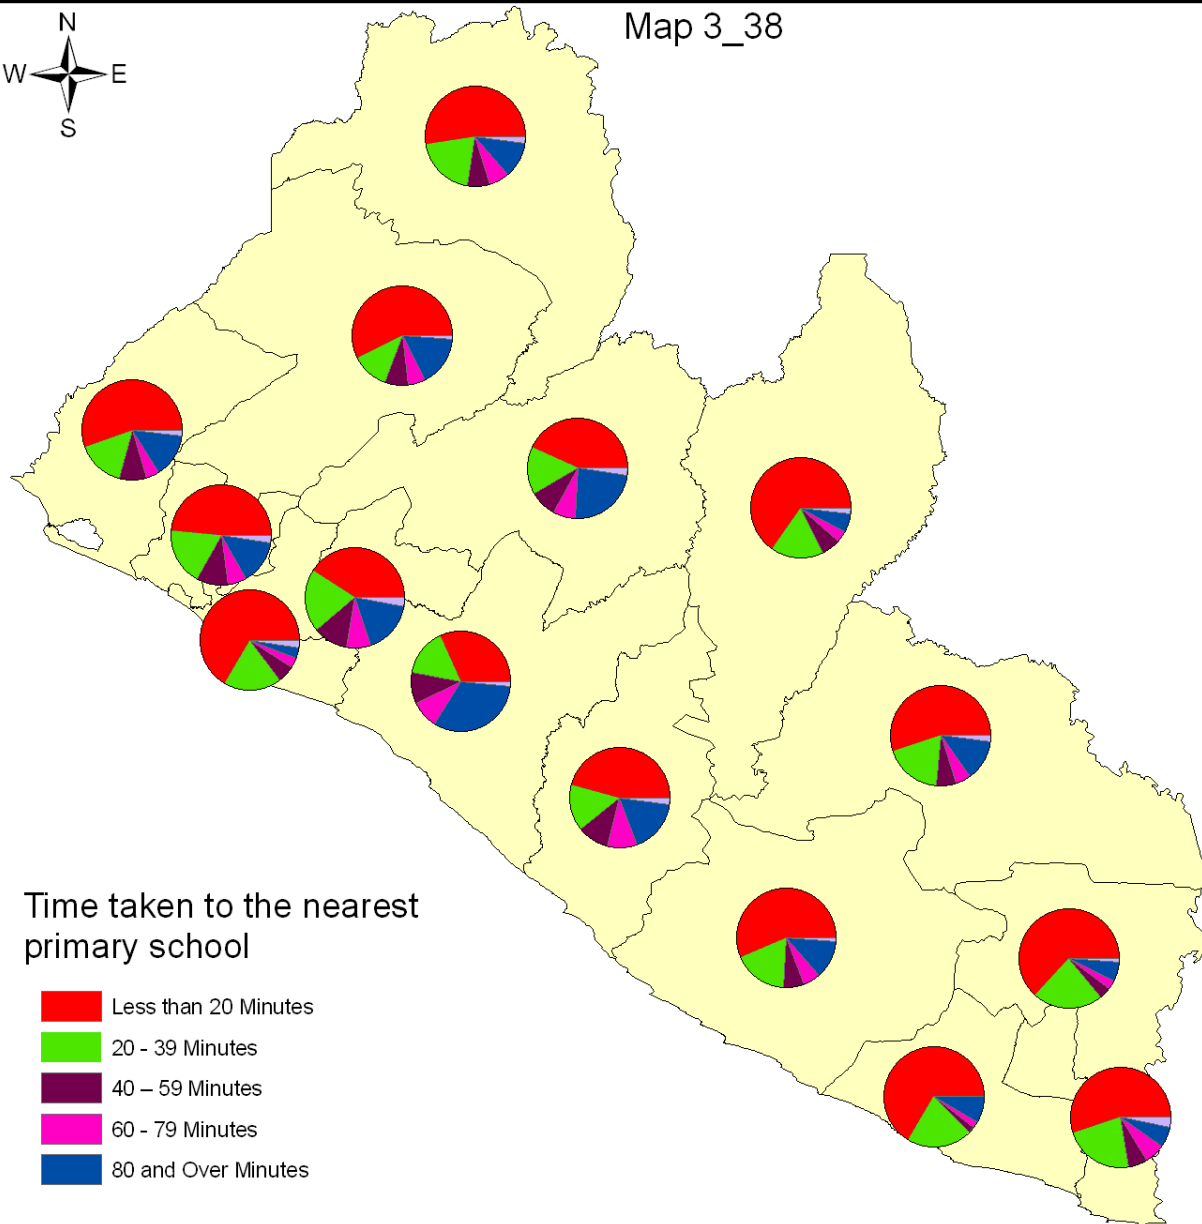 Map 3_38
N
W E
S
Time taken to the nearest
primary school
Less than 20 Minutes
20 - 39 Minutes
40 – 59 Minutes
60 - 79 Minutes
80 and Over Minutes